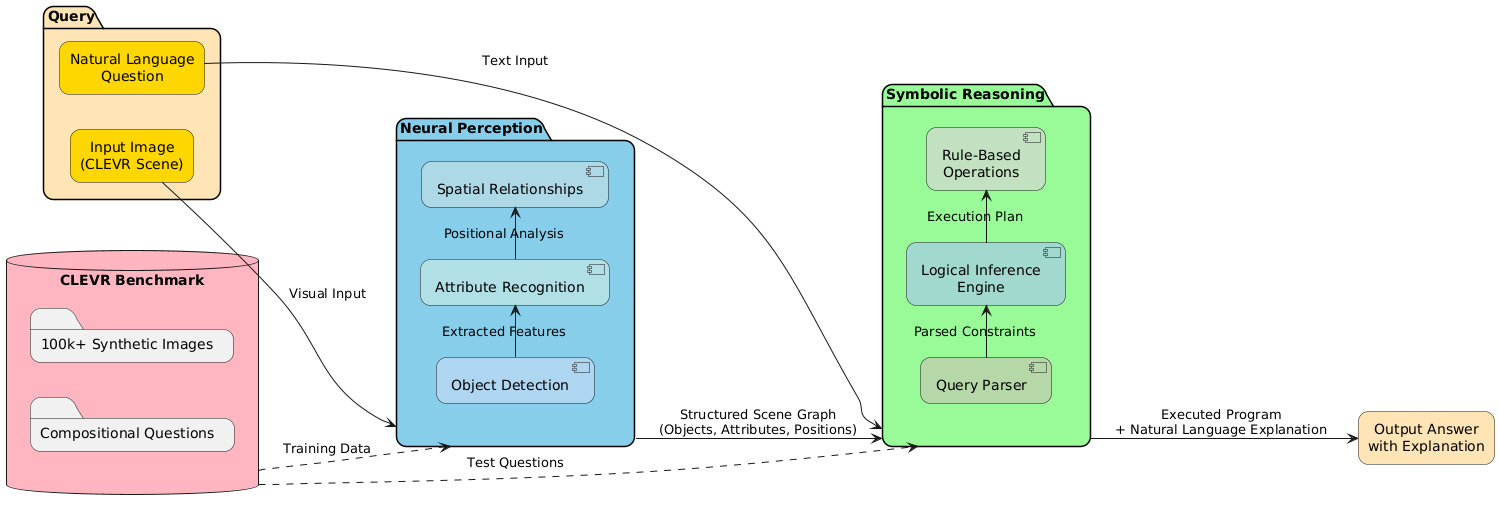 Query
Natural Language
Question
Input Image
(CLEVR Scene)
Text Input
Visual Input
CLEVR Benchmark
100k+ Synthetic Images
Compositional Questions
Training Data
Test Questions
Neural Perception
Spatial Relationships
Positional Analysis
Attribute Recognition
Extracted Features
Object Detection
Structured Scene Graph
(Objects, Attributes, Positions)
Symbolic Reasoning
Rule-Based
Operations
Execution Plan
Logical Inference
Engine
Parsed Constraints
Query Parser
Executed Program
+ Natural Language Explanation
Output Answer
with Explanation